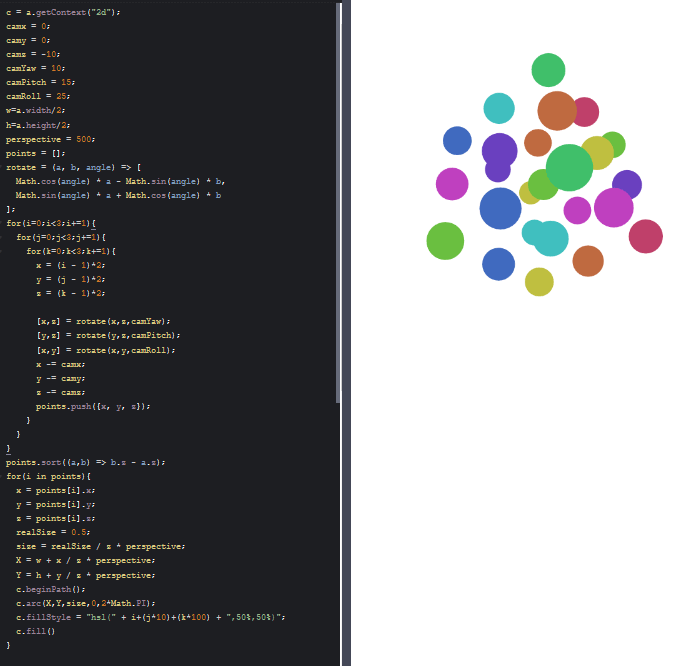 c = a.getContext("2d");
camx = 0;
camy = 0;
camz = -10;
camYaw = 10;
camPitch = 15;
camRoll = 25;
w=a.width/2;
h=a.height/2;
perspective = 500;
points = [];
rotate = (a, b, angle) => [
Math.cos(angle) * a - Math.sin(angle) * b,
Math.sin(angle) * a + Math.cos(angle) * b
];
for(i=0;i<3;i+=1){
for(j=0;j<3;j+=1){
for(k=0;k<3;k+=1){
x = (i - 1)*2;
y = (j - 1)*2;
z = (k - 1)*2;
[x,z] = rotate(x,z,camYaw);
[y,z] = rotate(y,z,camPitch);
[x,y] = rotate(x,y,camRoll);
x -= camx;
y -= camy;
z -= camz;
points.push({x, y, z});
}
}
}
points.sort((a,b) => b.z - a.z);
for(i in points){
x = points[i].x;
y = points[i].y;
z = points[i].z;
realSize = 0.5;
size = realSize / z * perspective;
X = w + x / z * perspective;
Y = h + y / z * perspective;
c.beginPath();
c.arc(X,Y,size,0,2*Math.PI);
c.fillStyle = "hsl(" + i+(j*10)+(k*100) + ",50%,50%)";
c.fill()
}